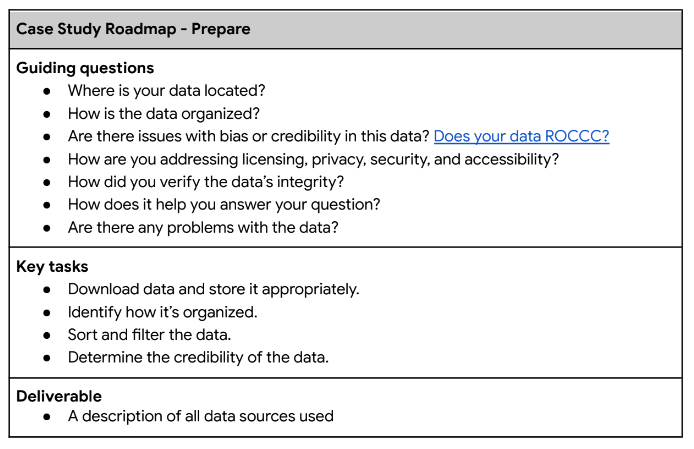 Case Study Roadmap - Prepare
Guiding questions
● Where is your data located?
● How is the data organized?
● Are there issues with bias or credibility in this data? Does your data ROCCC?
● How are you addressing licensing, privacy, security, and accessibility?
● How did you verify the data’s integrity?
● How does it help you answer your question?
● Are there any problems with the data?
Key tasks
● Download data and store it appropriately.
● Identify how it’s organized.
● Sort and filter the data.
● Determine the credibility of the data.
Deliverable
● A description of all data sources used